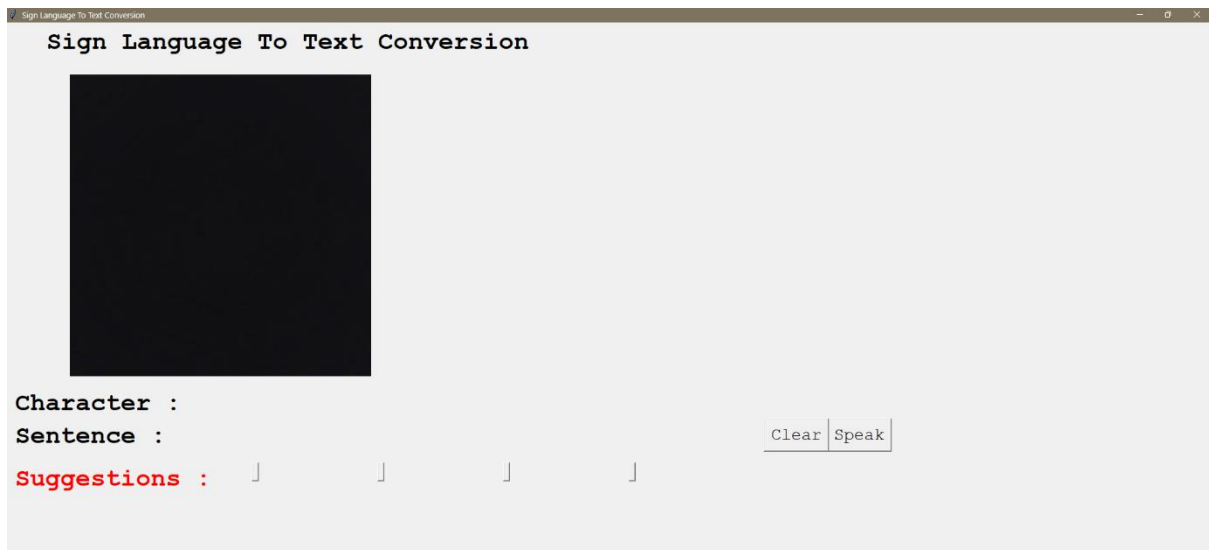 Sign Language To Text Conversion
Sign Language To Text Conversion
Character :
Sentence :
Clear Speak
Suggestions :